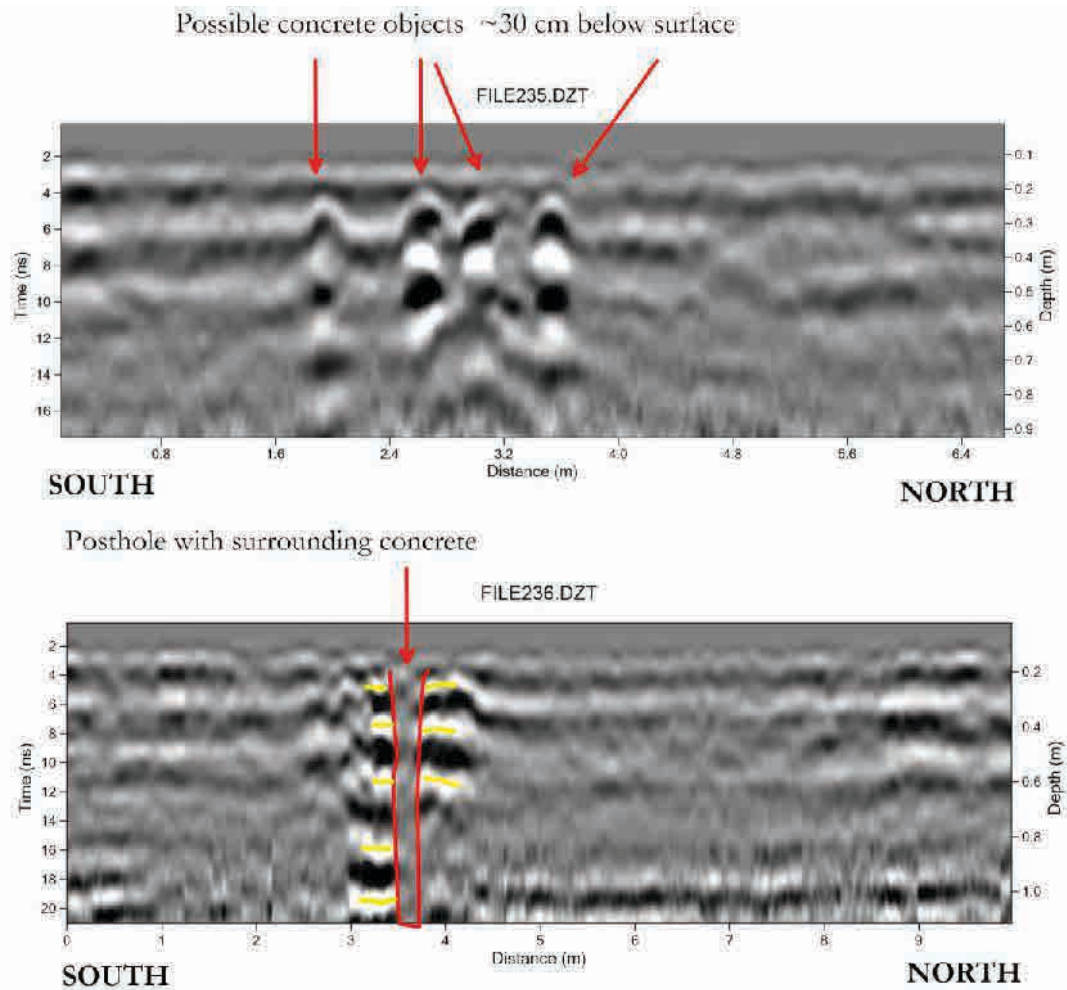 Possible concrete objects ~30 cm below surface
FILE235.DZT
Time (ns)
2
4
6
8
10
12
14
16
Depth (m)
0.1
0.2
0.3
0.4
0.5
0.6
0.7
0.8
0.9
0.8 1.6 2.4 3.2 4.0 4.8 5.6 6.4
Distance (m)
SOUTH NORTH
Posthole with surrounding concrete
FILE236.DZT
Time (ns)
2
4
6
8
10
12
14
16
18
20
Depth (m)
0.2
0.4
0.6
0.8
1.0
0 1 2 3 4 5 6 7 8 9
Distance (m)
SOUTH NORTH